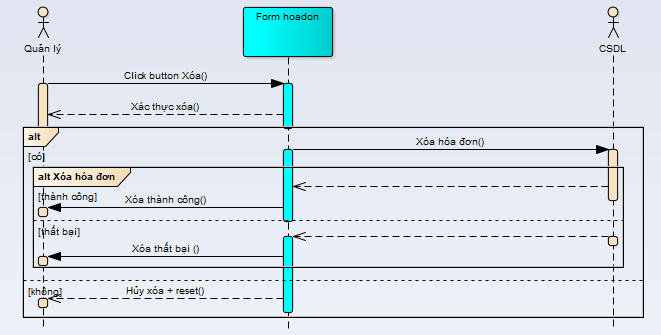 Form hoadon
Quản lý
CSDL
Click button Xóa()
Xác thực xóa()
alt
Xóa hóa đơn()
[có]
alt Xóa hóa đơn
[thành công]
Xóa thành công()
[thất bại]
Xóa thất bại ()
[không]
Hủy xóa + reset()